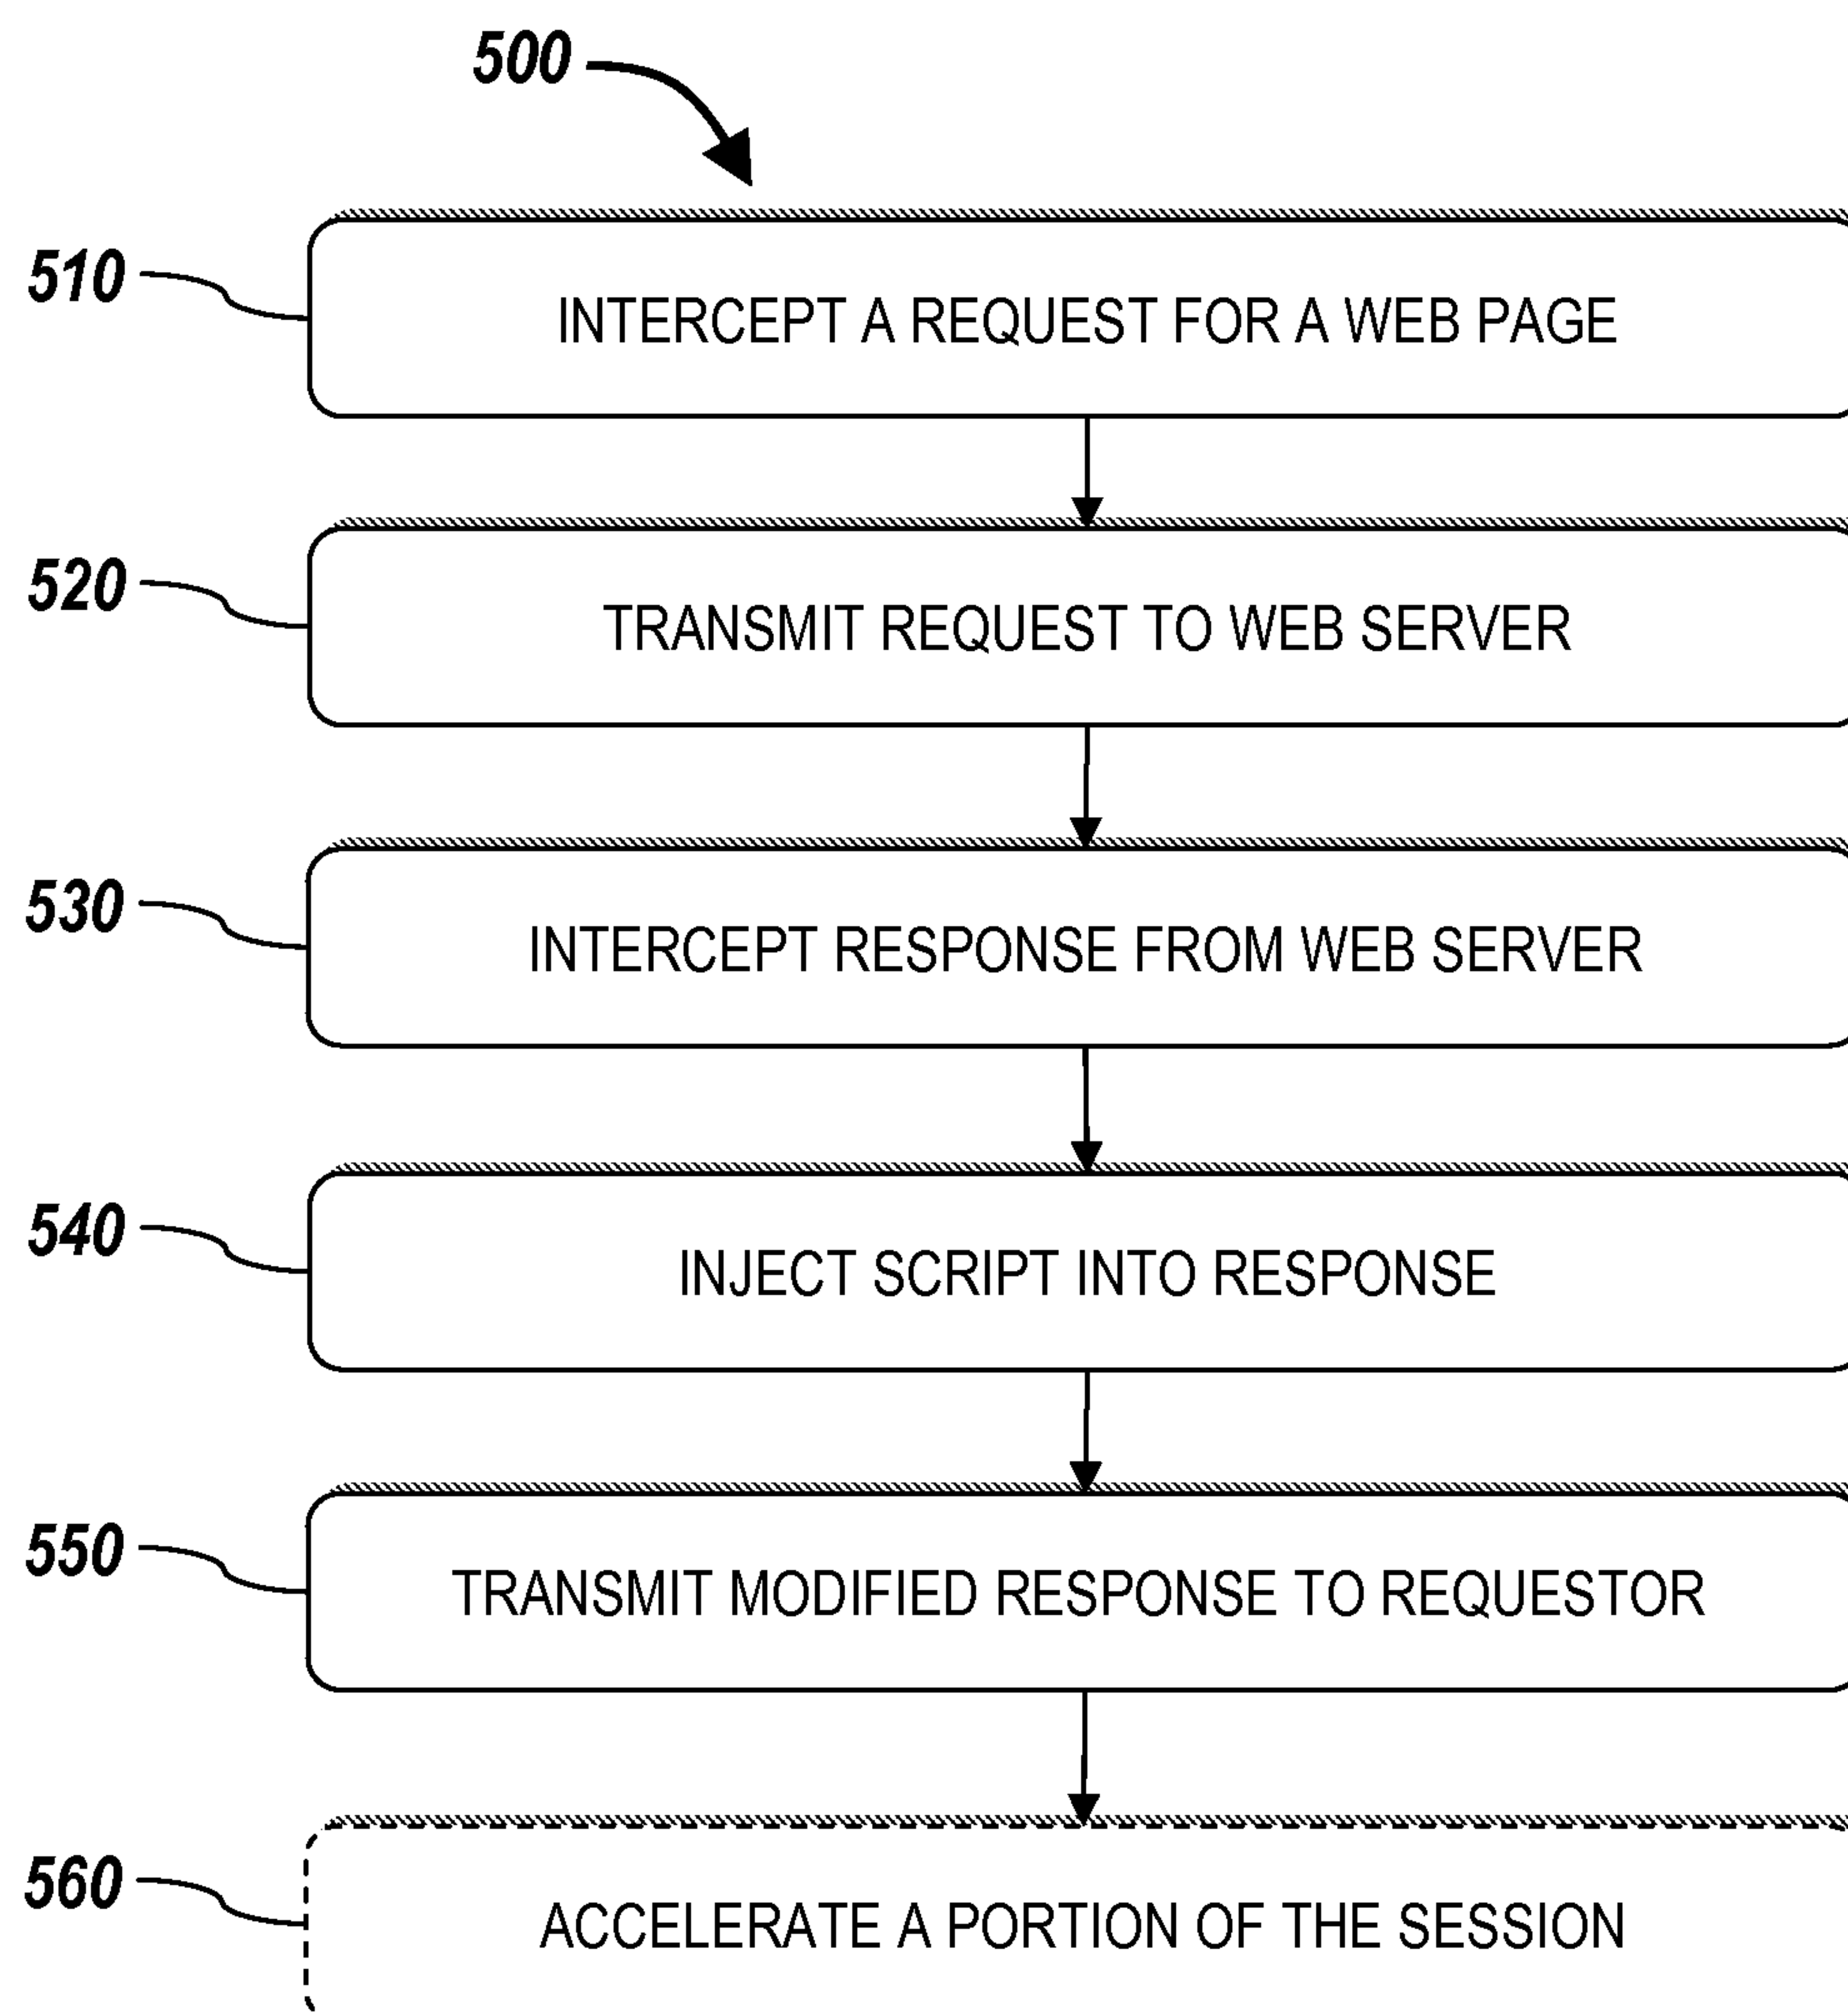 500
510
INTERCEPT A REQUEST FOR A WEB PAGE
520
TRANSMIT REQUEST TO WEB SERVER
530
INTERCEPT RESPONSE FROM WEB SERVER
540
INJECT SCRIPT INTO RESPONSE
550
TRANSMIT MODIFIED RESPONSE TO REQUESTOR
560
ACCELERATE A PORTION OF THE SESSION